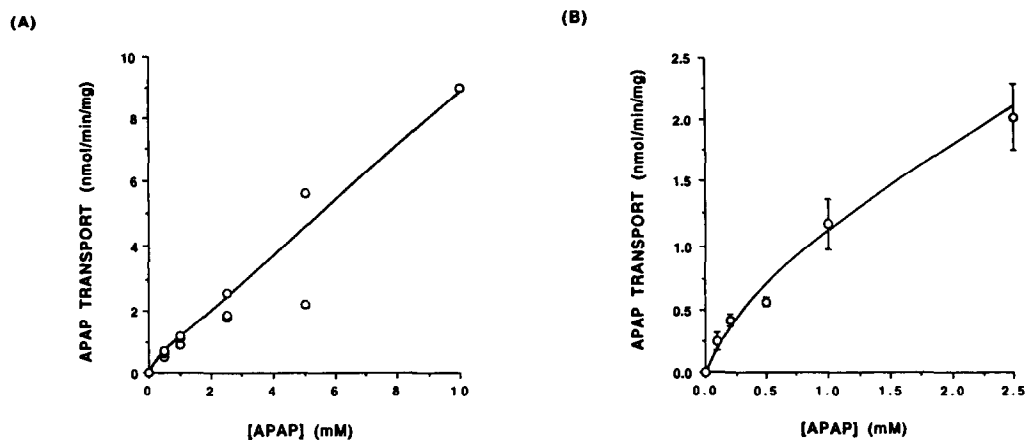 (A)
APAP TRANSPORT (nmol/min/mg)
10
8
6
4
2
0
0 2 4 6 8 10
[APAP] (mM)
(B)
APAP TRANSPORT (nmol/min/mg)
2.5
2.0
1.5
1.0
0.5
0.0
0.0 0.5 1.0 1.5 2.0 2.5
[APAP] (mM)